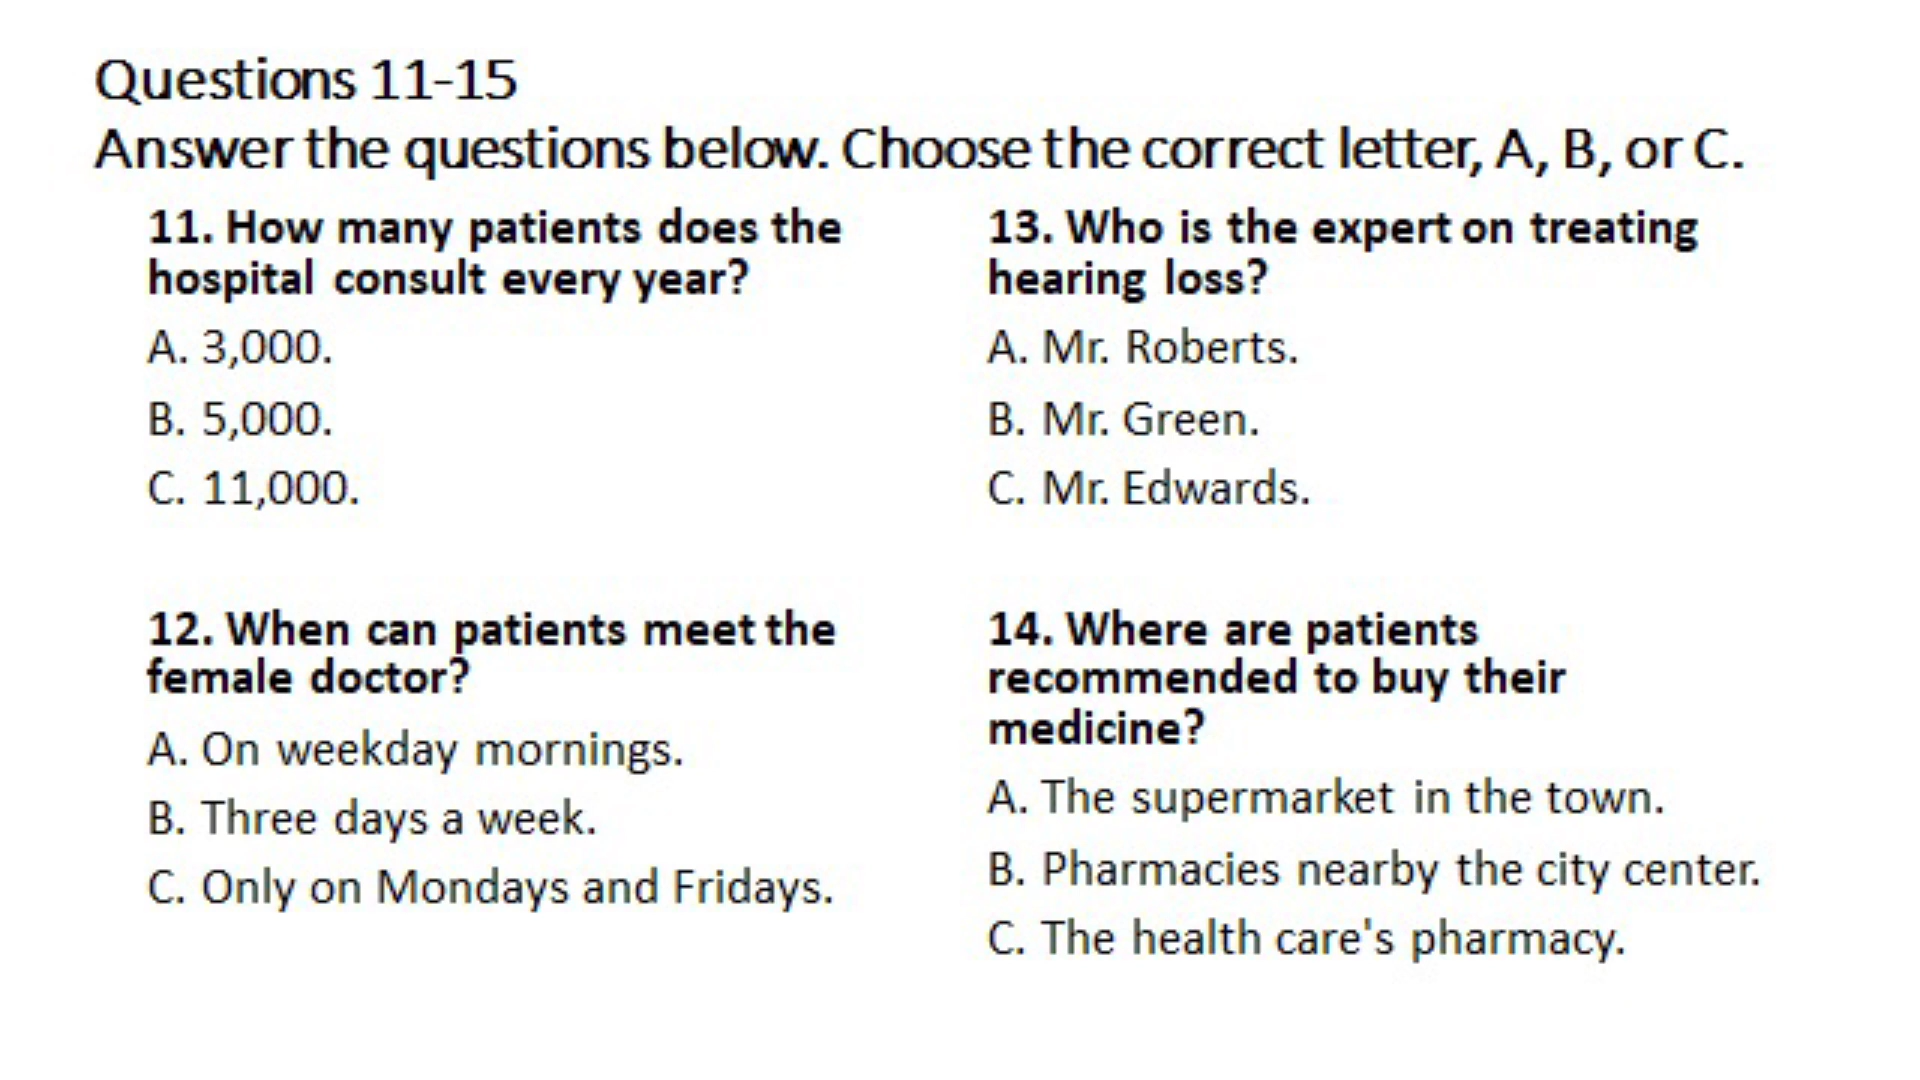 Questions 11-15
Answer the questions below. Choose the correct letter, A, B, or C.
11. How many patients does the
hospital consult every year?
A. 3,000.
B. 5,000.
C. 11,000.
12. When can patients meet the
female doctor?
A. On weekday mornings.
B. Three days a week.
C. Only on Mondays and Fridays.
13. Who is the expert on treating
hearing loss?
A. Mr. Roberts.
B. Mr. Green.
C. Mr. Edwards.
14. Where are patients
recommended to buy their
medicine?
A. The supermarket in the town.
B. Pharmacies nearby the city center.
C. The health care's pharmacy.